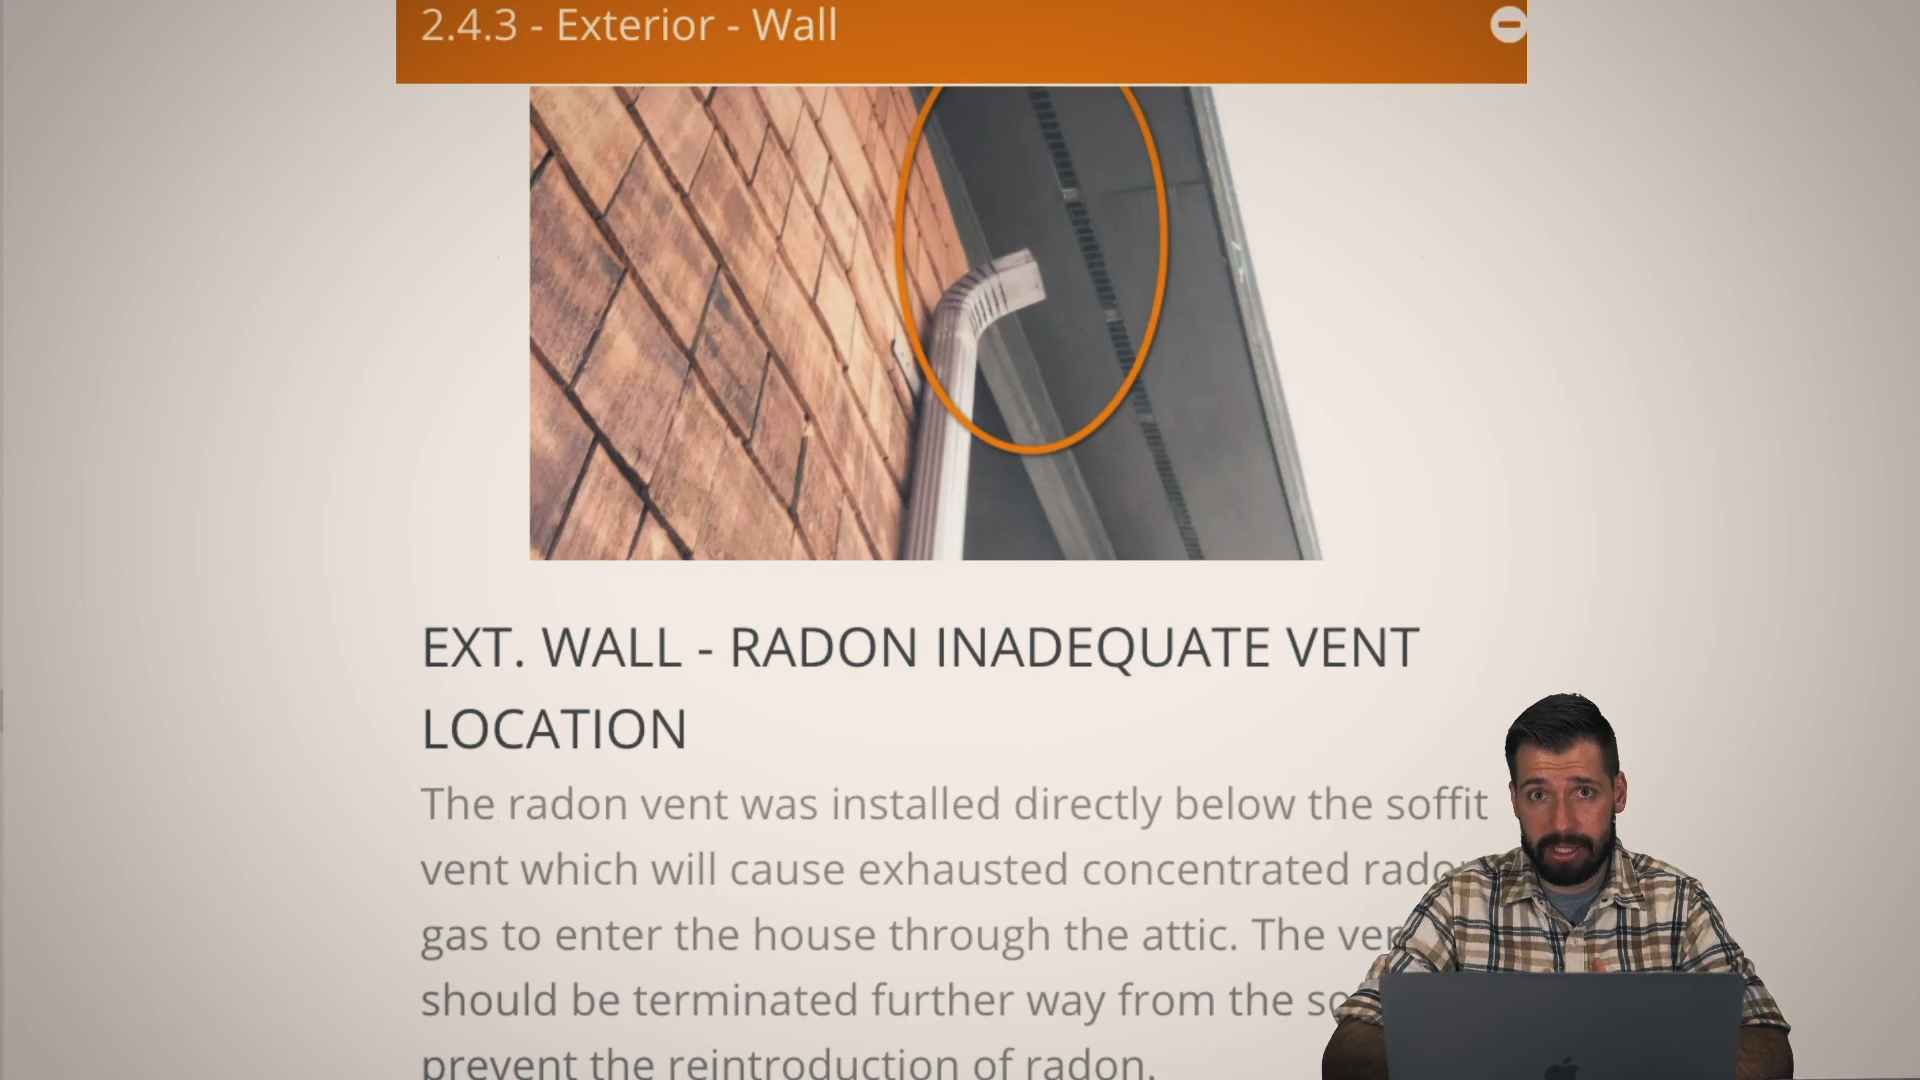 2.4.3 - Exterior - Wall
EXT. WALL - RADON INADEQUATE VENT
LOCATION
The radon vent was installed directly below the soffit
vent which will cause exhausted concentrated
gas to enter the house through the attic. The
should be terminated further way from the
prevent the reintroduction of radon.